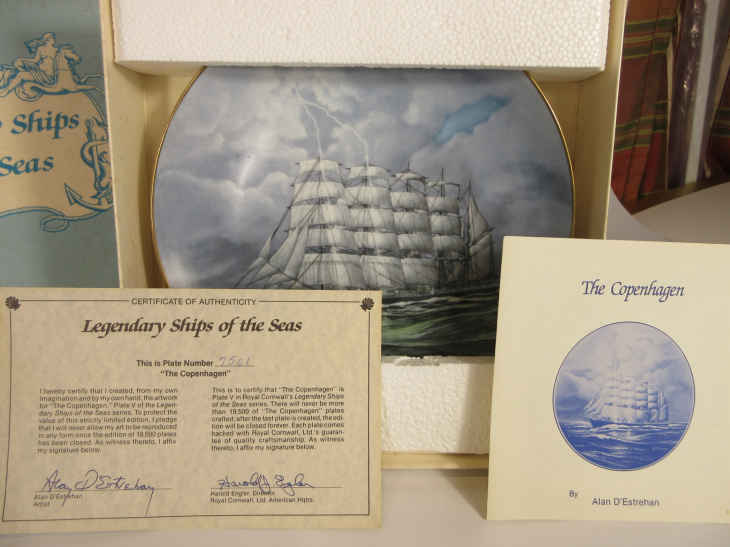 Ships
Seas
CERTIFICATE OF AUTHENTICITY
Legendary Ships of the Seas
This is Plate Number 7501
"The Copenhagen"
I hereby certify that I created, from my own
imagination and by my own hand, the artwork
for "The Copenhagen," Plate V of the Legen-
dary Ships of the Seas series. To protect the
value of this strictly limited edition, I pledge
that I will never allow my art to be reproduced
in any form once the edition of 19,500 plates
has been closed. As witness thereto, I affix
my signature below.
Alan D'Estrehan
Alan D'Estrehan
Artist
This is to certify that "The Copenhagen" is
Plate V in Royal Cornwall's Legendary Ships
of the Seas series. There will never be more
than 19,500 of "The Copenhagen" plates
crafted; after the last plate is created, the edi-
tion will be closed forever. Each plate comes
backed with Royal Cornwall, Ltd.'s guaran-
tee of quality craftsmanship. As witness
thereto, I affix my signature below.
Harold J. Engler
Harold Engler, Director
Royal Cornwall, Ltd. American Hqtrs.
The Copenhagen
By Alan D'Estrehan